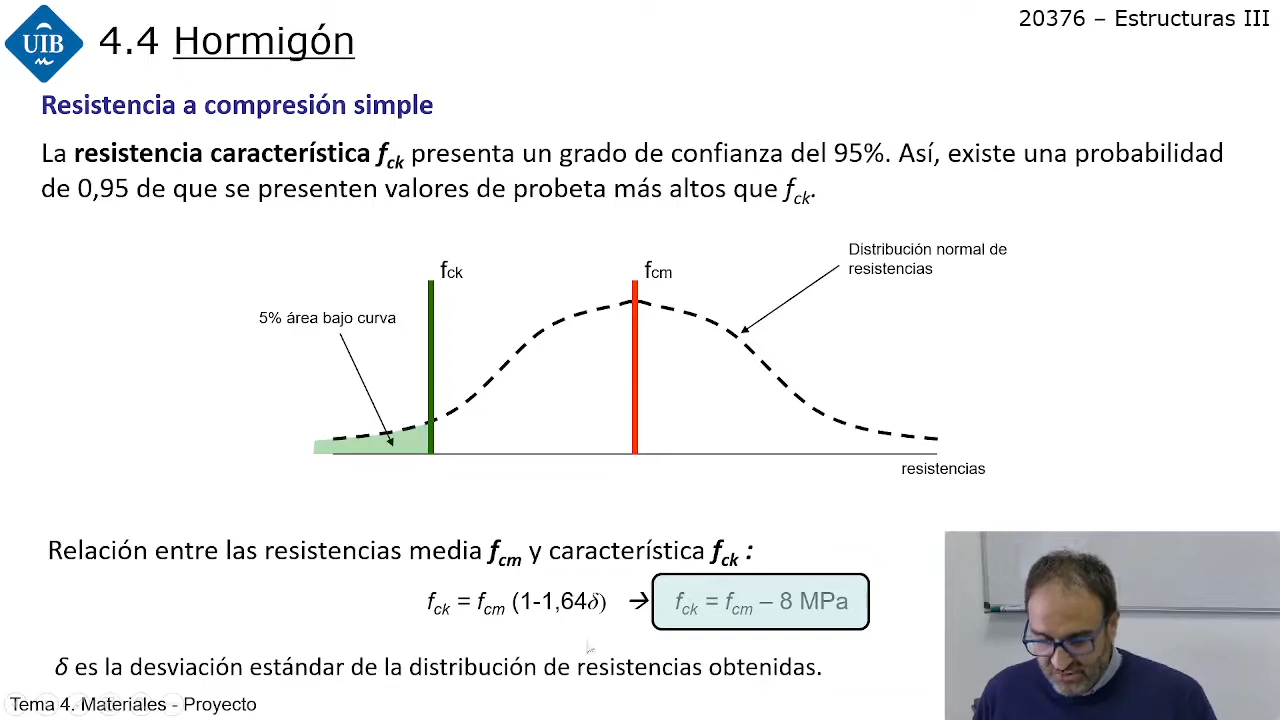 UIB
4.4 Hormigón
20376 – Estructuras III
Resistencia a compresión simple
La resistencia característica fck presenta un grado de confianza del 95%. Así, existe una probabilidad
de 0,95 de que se presenten valores de probeta más altos que fck.
Distribución normal de
resistencias
fck
fcm
5% área bajo curva
resistencias
Relación entre las resistencias media fcm y característica fck :
fck = fcm (1-1,64δ) → fck = fcm – 8 MPa
δ es la desviación estándar de la distribución de resistencias obtenidas.
Tema 4. Materiales - Proyecto